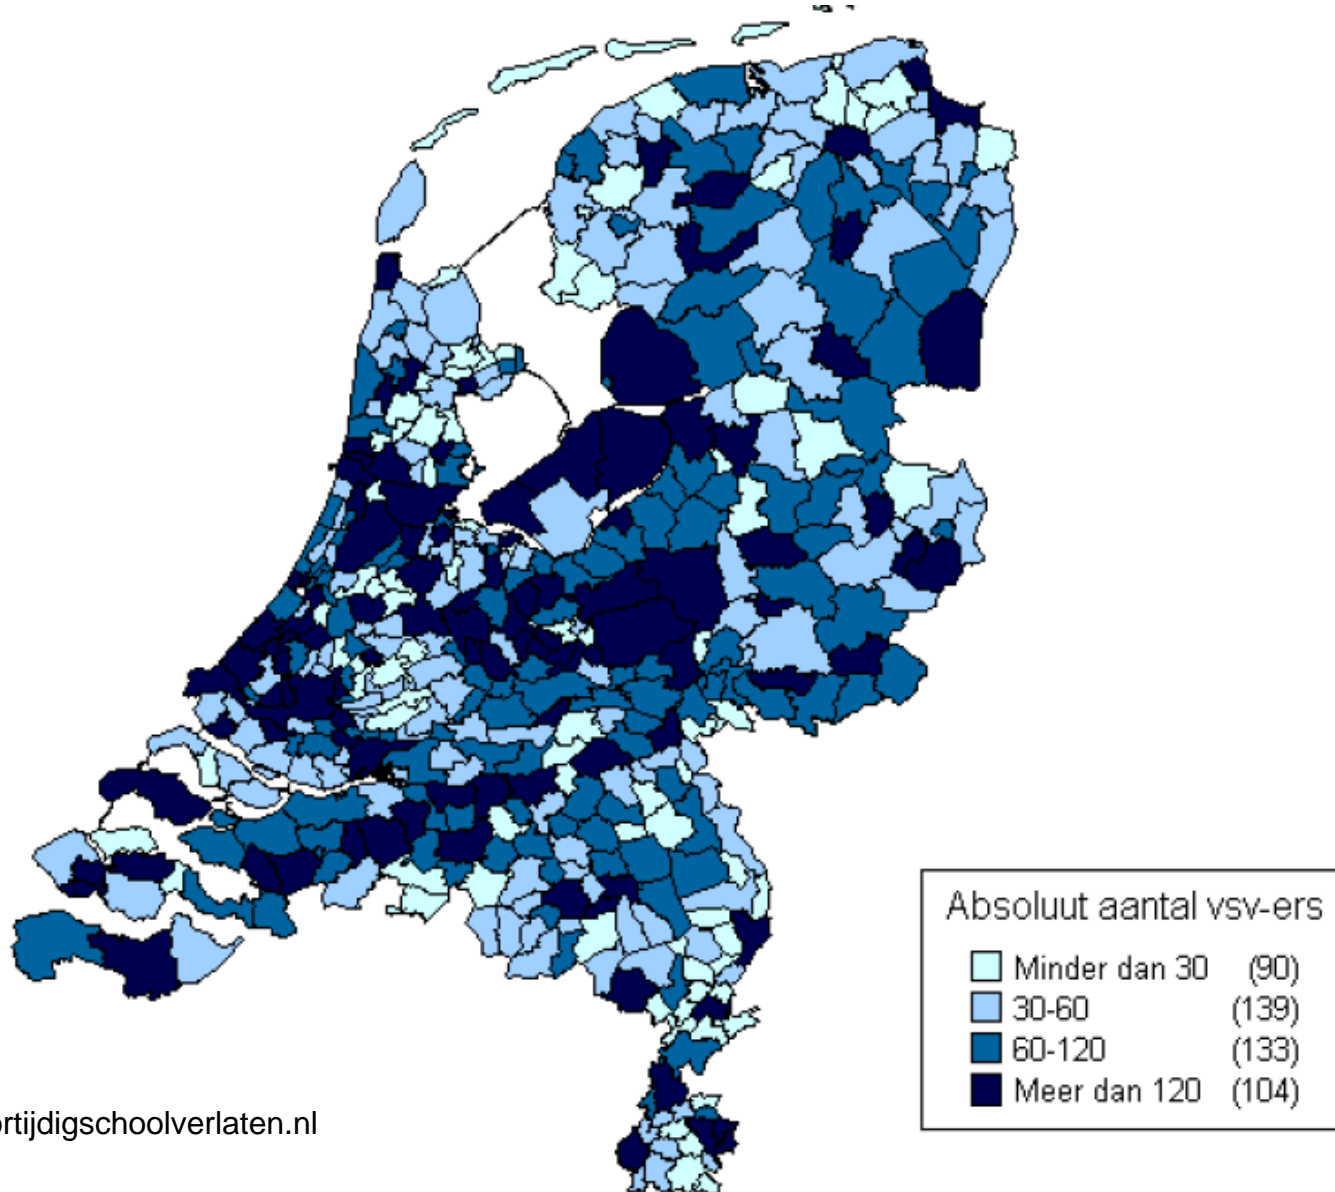 Absoluut aantal vsv-ers
Minder dan 30 (90)
30-60 (139)
60-120 (133)
Meer dan 120 (104)
ortijdigschoolverlaten.nl